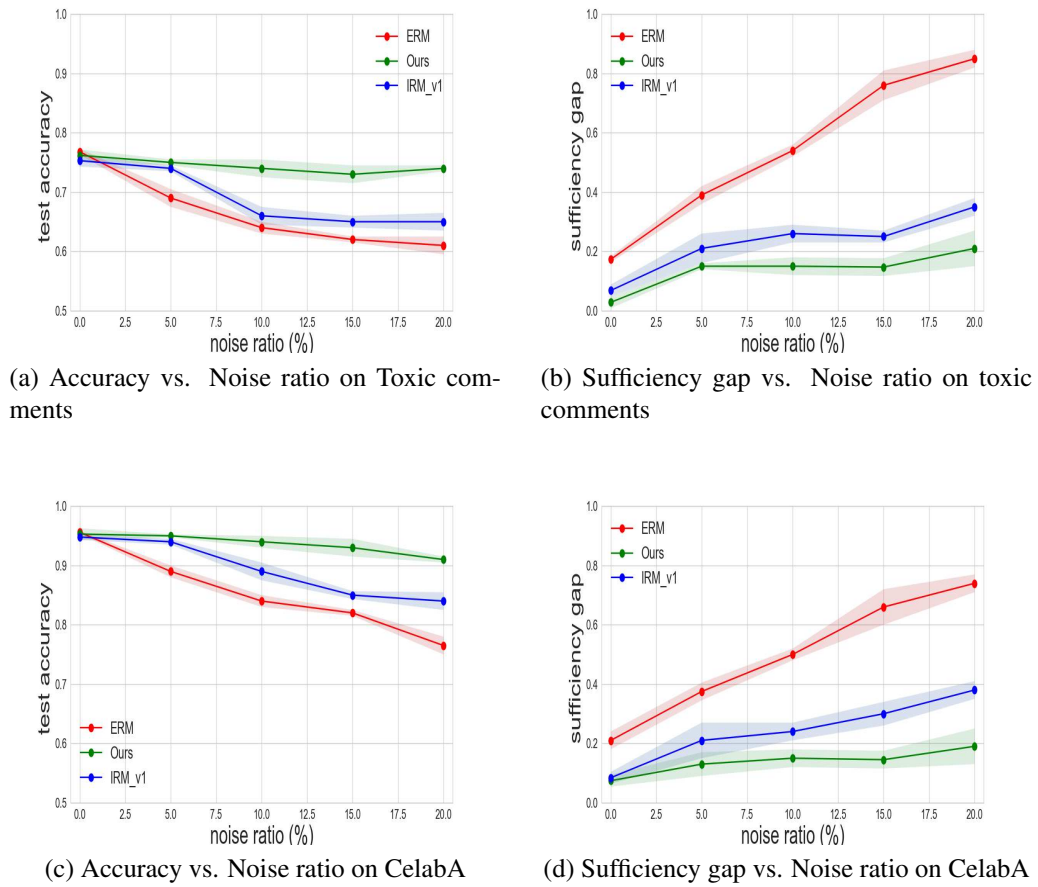 1.0
0.9
0.8
0.7
0.6
0.5
test accuracy
ERM
Ours
IRM_v1
0.0 2.5 5.0 7.5 10.0 12.5 15.0 17.5 20.0
noise ratio (%)
(a) Accuracy vs. Noise ratio on Toxic com-
ments
1.0
0.8
0.6
0.4
0.2
0.0
sufficiency gap
ERM
Ours
IRM_v1
0.0 2.5 5.0 7.5 10.0 12.5 15.0 17.5 20.0
noise ratio (%)
(b) Sufficiency gap vs. Noise ratio on toxic
comments
1.0
0.9
0.8
0.7
0.6
0.5
test accuracy
ERM
Ours
IRM_v1
0.0 2.5 5.0 7.5 10.0 12.5 15.0 17.5 20.0
noise ratio (%)
(c) Accuracy vs. Noise ratio on CelabA
1.0
0.8
0.6
0.4
0.2
0.0
sufficiency gap
ERM
Ours
IRM_v1
0.0 2.5 5.0 7.5 10.0 12.5 15.0 17.5 20.0
noise ratio (%)
(d) Sufficiency gap vs. Noise ratio on CelabA